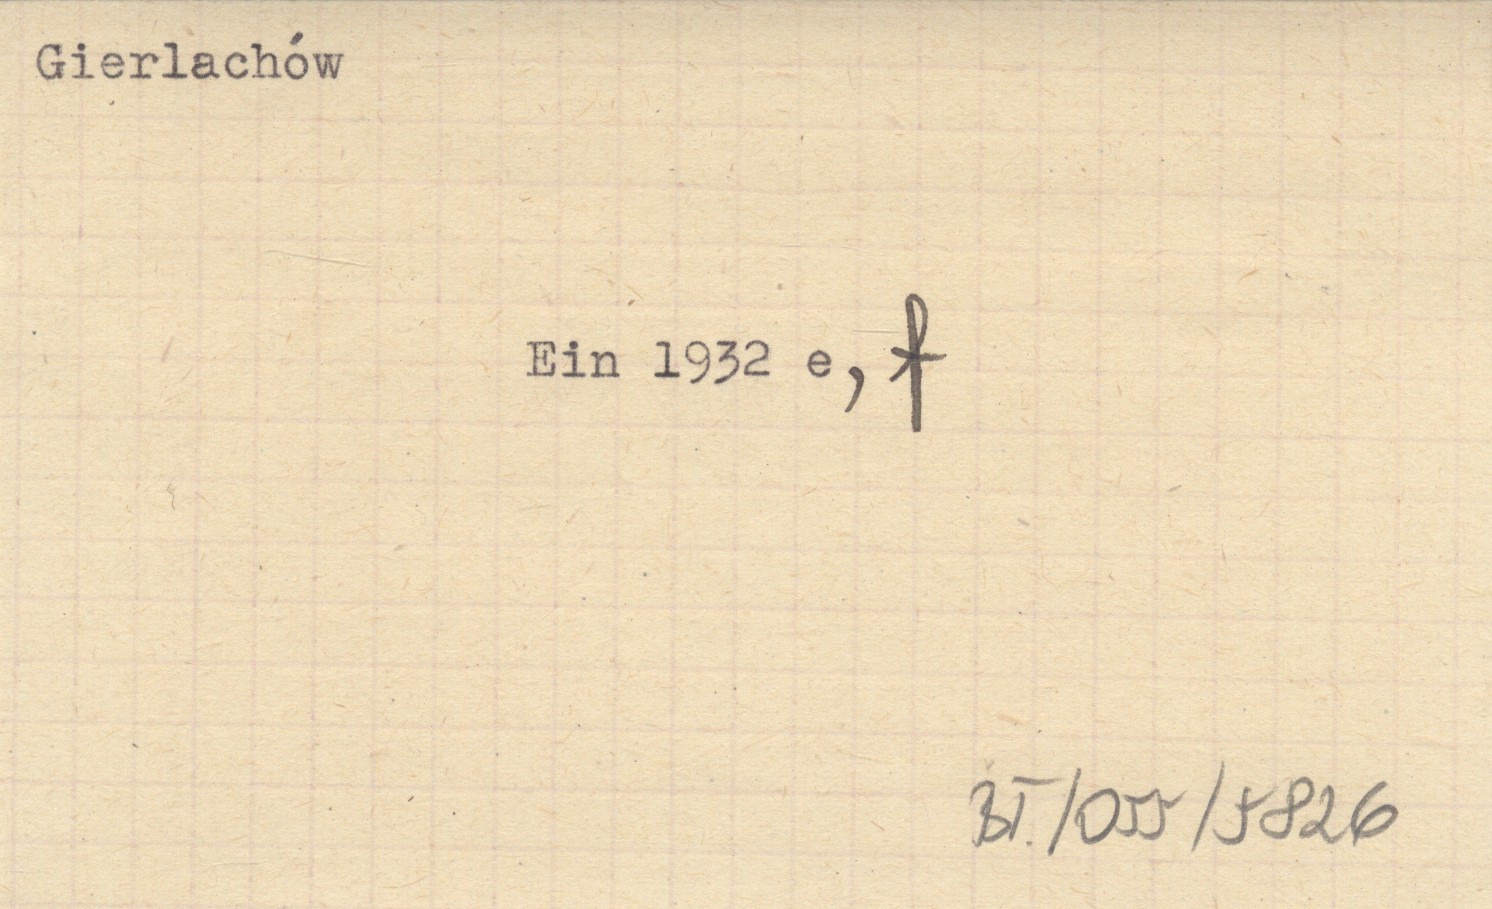 Gierlachów
Ein 1932 e, f
BI./055/5826